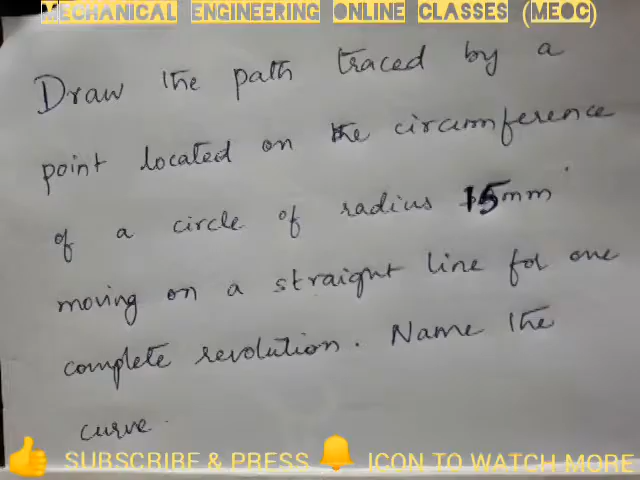 MECHANICAL ENGINEERING ONLINE CLASSES (MEOC)
Draw the path traced by a
point located on the circumference
of a circle of radius 15mm
moving on a straight line for one
complete revolution. Name the
curve.
SUBSCRIBE & PRESS ICON TO WATCH MORE